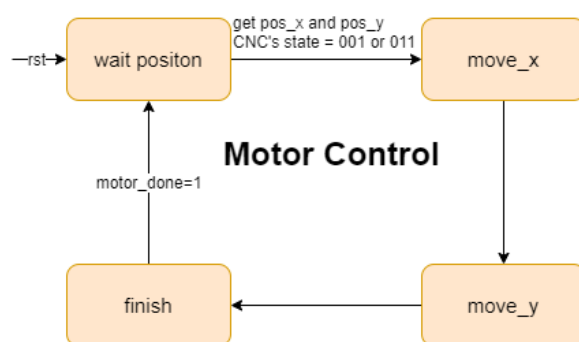 get pos_x and pos_y
CNC's state = 001 or 011
rst
wait positon
move_x
Motor Control
motor_done=1
finish
move_y